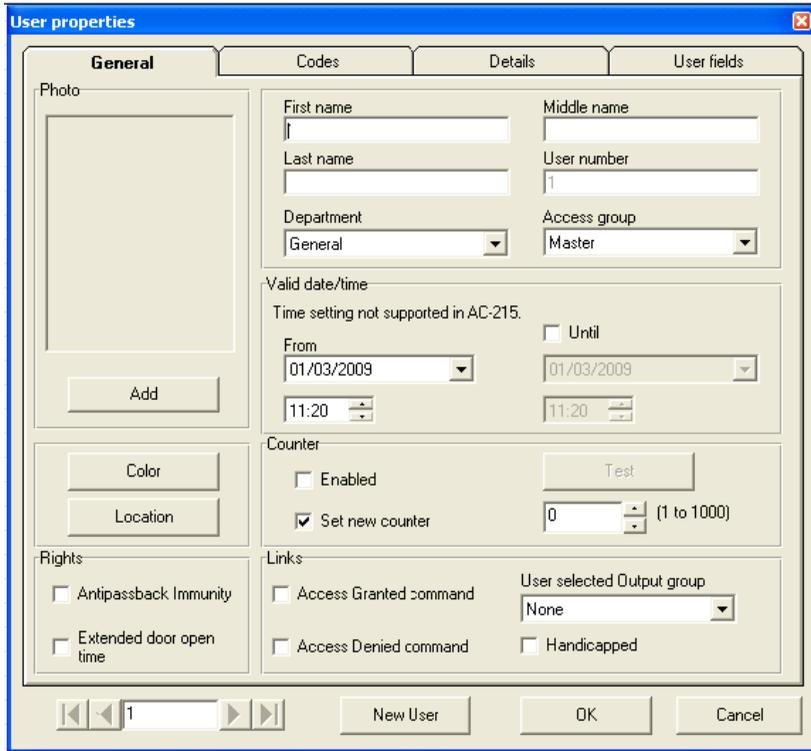 User properties
General
Codes
Details
User fields
Photo
Add
First name
Middle name
Last name
User number
1
Department
General
Access group
Master
Valid date/time
Time setting not supported in AC-215.
From
01/03/2009
11:20
Until
01/03/2009
11:20
Color
Location
Counter
Enabled
Test
Set new counter
0
(1 to 1000)
Rights
Antipassback Immunity
Extended door open
time
Links
Access Granted command
User selected Output group
None
Access Denied command
Handicapped
1
New User
OK
Cancel